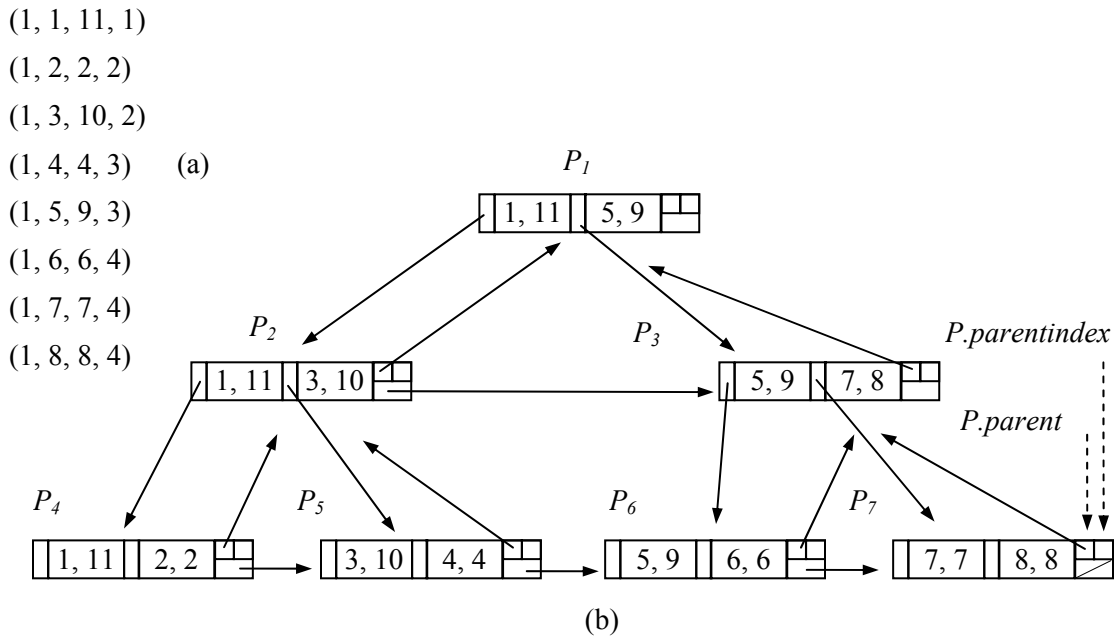 (1, 1, 11, 1)
(1, 2, 2, 2)
(1, 3, 10, 2)
(1, 4, 4, 3)
(a)
(1, 5, 9, 3)
(1, 6, 6, 4)
(1, 7, 7, 4)
(1, 8, 8, 4)
P1
1, 11 5, 9
P2
P3
P.parentindex
1, 11 3, 10
5, 9 7, 8
P.parent
P4
P5
P6
P7
1, 11 2, 2
3, 10 4, 4
5, 9 6, 6
7, 7 8, 8
(b)